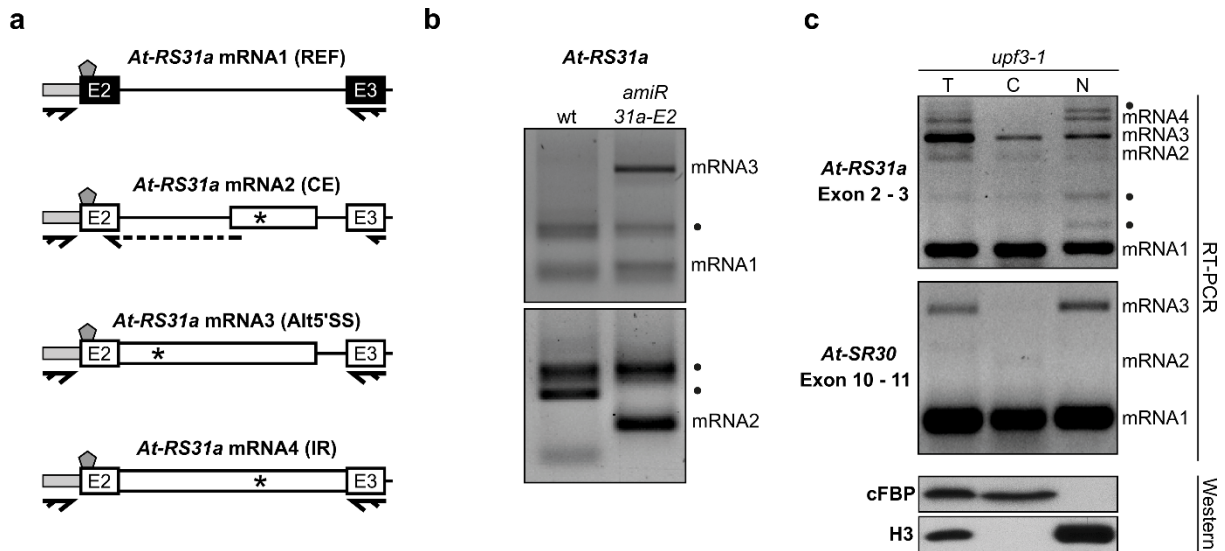 a
At-RS31a mRNA1 (REF)
E2 E3
At-RS31a mRNA2 (CE)
E2 * E3
At-RS31a mRNA3 (Alt5'SS)
E2 * E3
At-RS31a mRNA4 (IR)
E2 * E3
b
At-RS31a
wt
amiR
31a-E2
mRNA3
•
mRNA1
•
•
mRNA2
c
upf3-1
T C N
At-RS31a
Exon 2 - 3
•
mRNA4
mRNA3
mRNA2
•
•
mRNA1
At-SR30
Exon 10 - 11
mRNA3
mRNA2
mRNA1
RT-PCR
cFBP
H3
Western